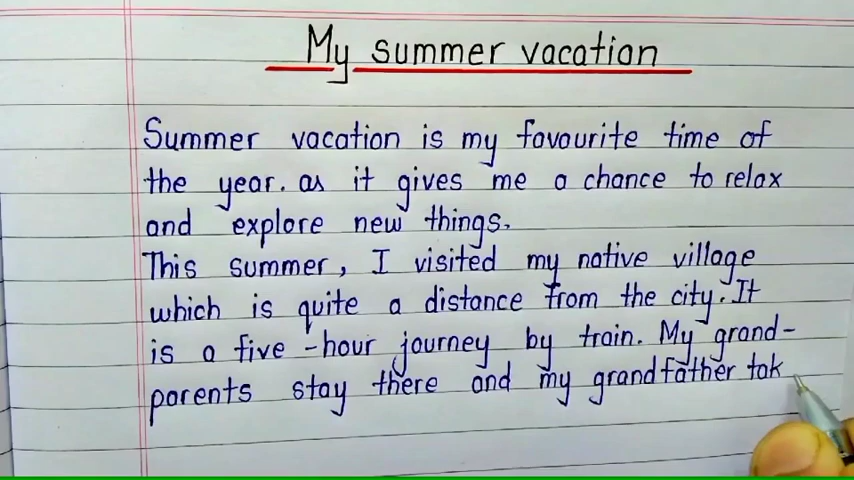 My summer vacation
Summer vacation is my favourite time of
the year. as it gives me a chance to relax
and explore new things.
This summer, I visited my native village
which is quite a distance from the city. It
is a five-hour journey by train. My grand-
parents stay there and my grandfather tak